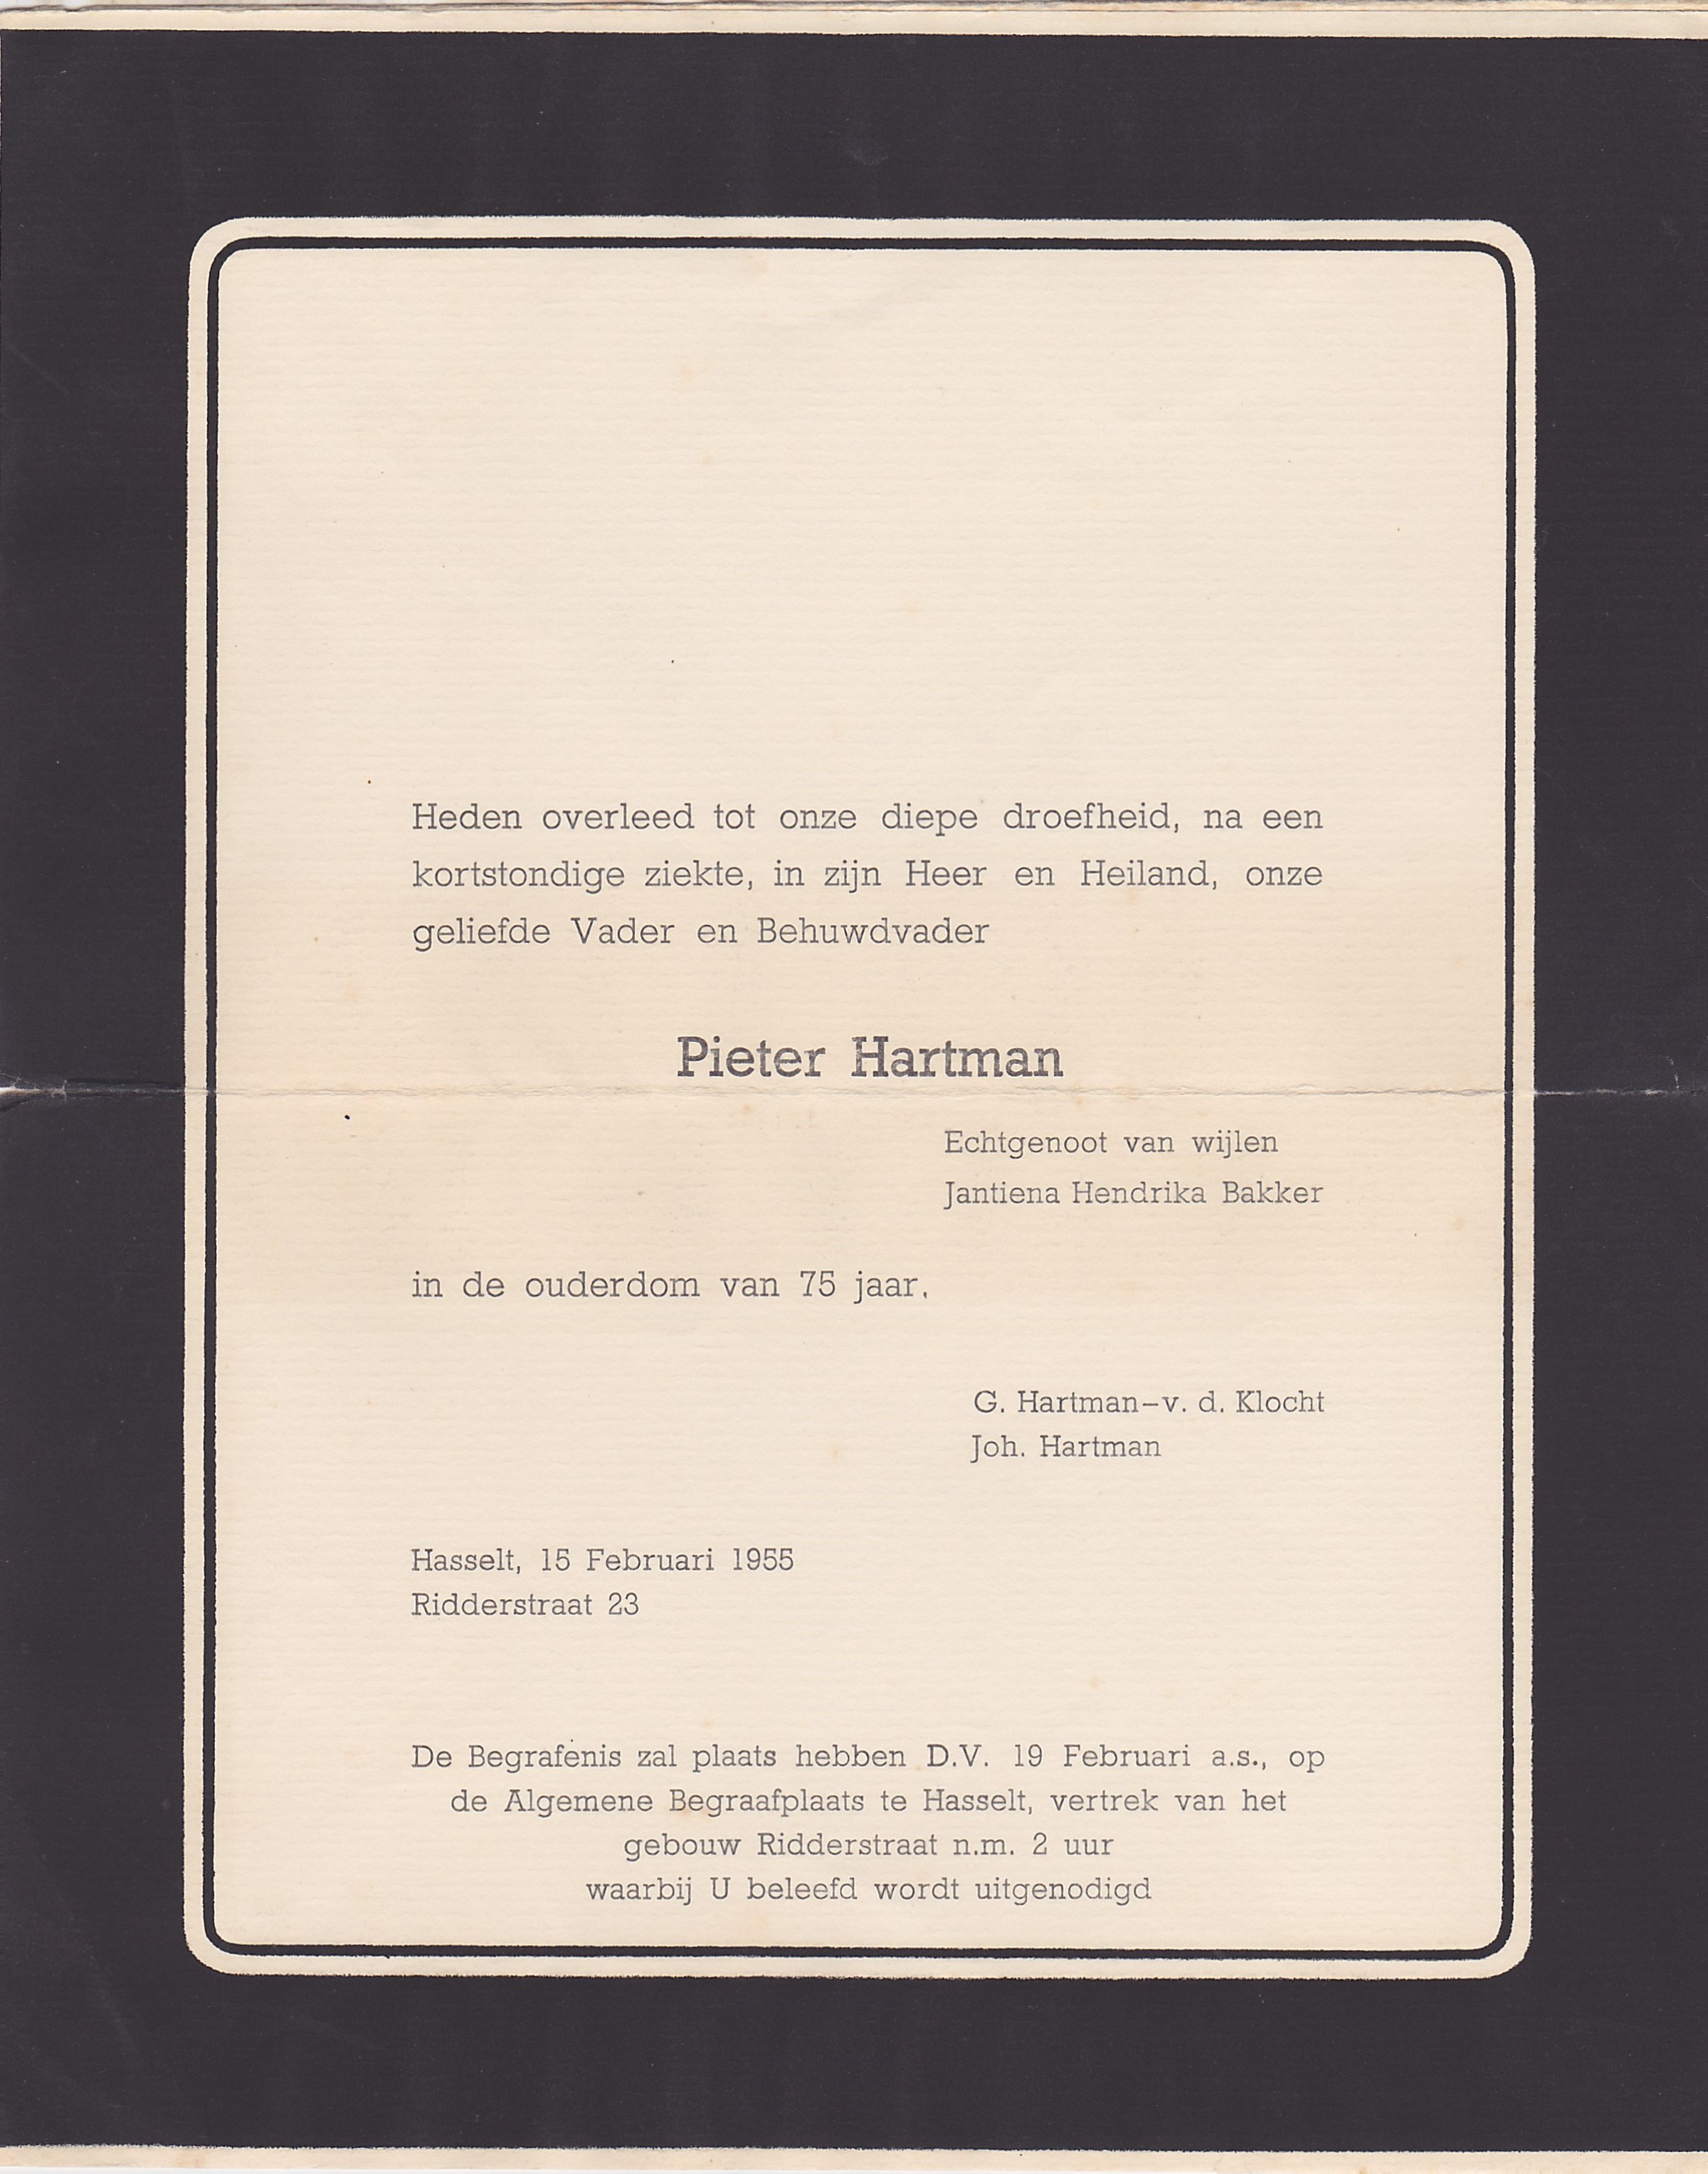 Heden overleed tot onze diepe droefheid, na een
kortstondige ziekte, in zijn Heer en Heiland, onze
geliefde Vader en Behuwdvader
Pieter Hartman
Echtgenoot van wijlen
Jantiena Hendrika Bakker
in de ouderdom van 75 jaar.
G. Hartman–v. d. Klocht
Joh. Hartman
Hasselt, 15 Februari 1955
Ridderstraat 23
De Begrafenis zal plaats hebben D.V. 19 Februari a.s., op
de Algemene Begraafplaats te Hasselt, vertrek van het
gebouw Ridderstraat n.m. 2 uur
waarbij U beleefd wordt uitgenodigd